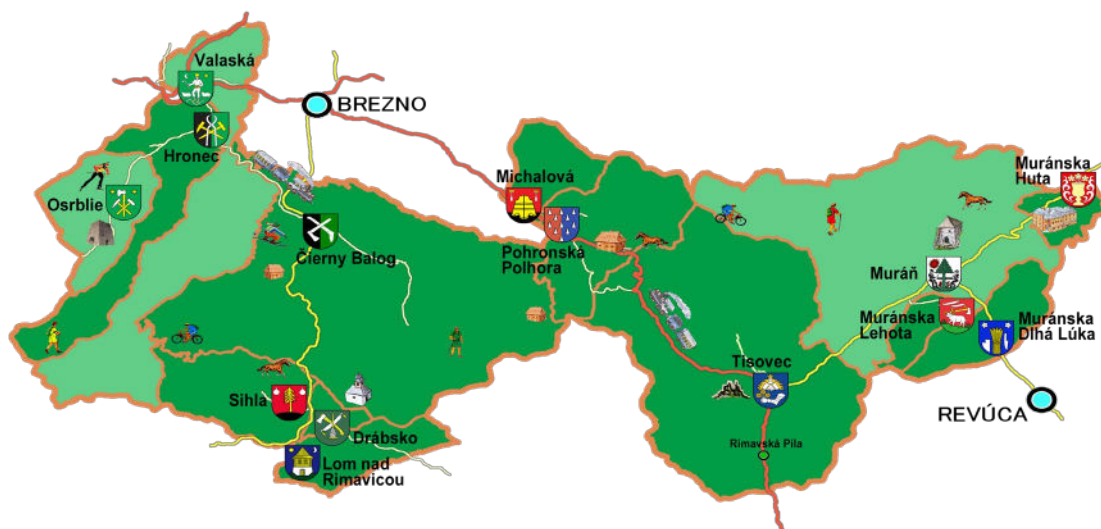 Valaská
BREZNO
Hronec
Michalová
Muránska
Huta
Osrblie
Pohronská
Polhora
Čierny Balog
Muráň
Muránska
Lehota
Muránska
Dlhá Lúka
Tisovec
Sihla
REVÚCA
Drábsko
Rimavská Píla
Lom nad
Rimavicou